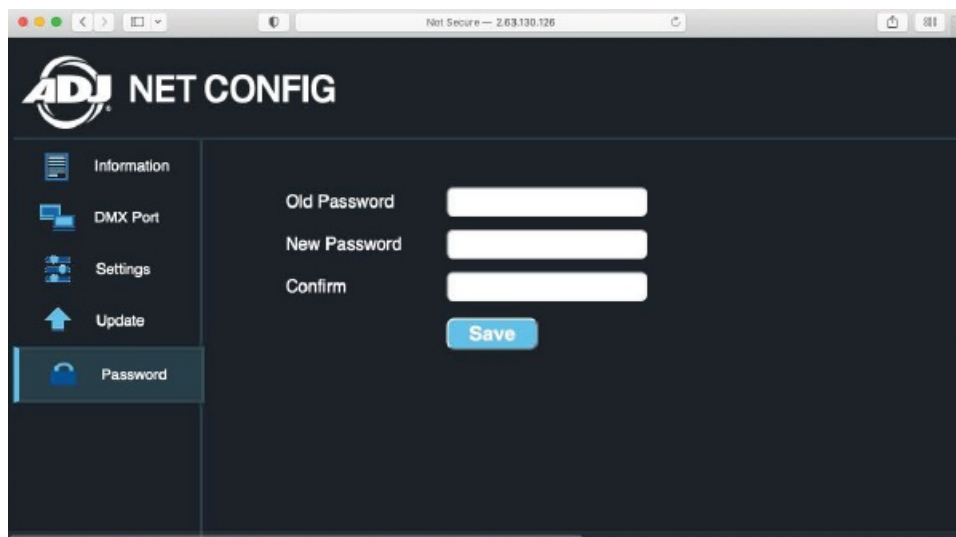 Not Secure — 2.63.130.126
ADJ NET CONFIG
Information
DMX Port
Settings
Update
Password
Old Password
New Password
Confirm
Save